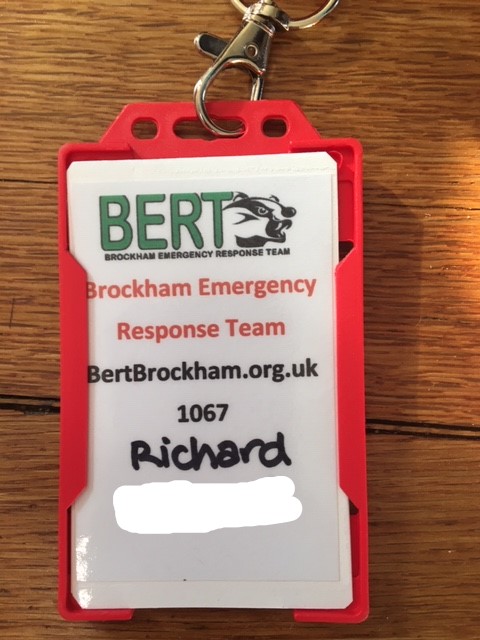 BERT
BROCKHAM EMERGENCY RESPONSE TEAM
Brockham Emergency
Response Team
BertBrockham.org.uk
1067
Richard